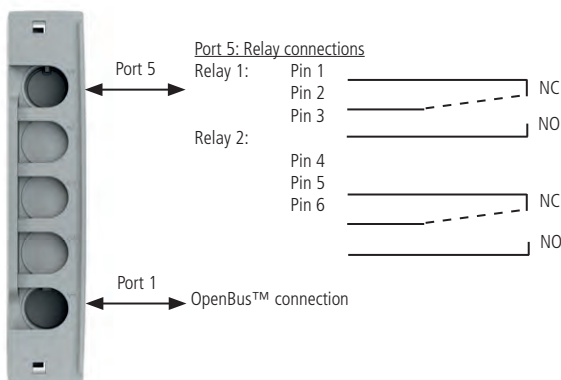 Port 5: Relay connections
Port 5
Relay 1: Pin 1
Pin 2
NC
Pin 3
NO
Relay 2:
Pin 4
Pin 5
Pin 6
NC
NO
Port 1
OpenBus™ connection